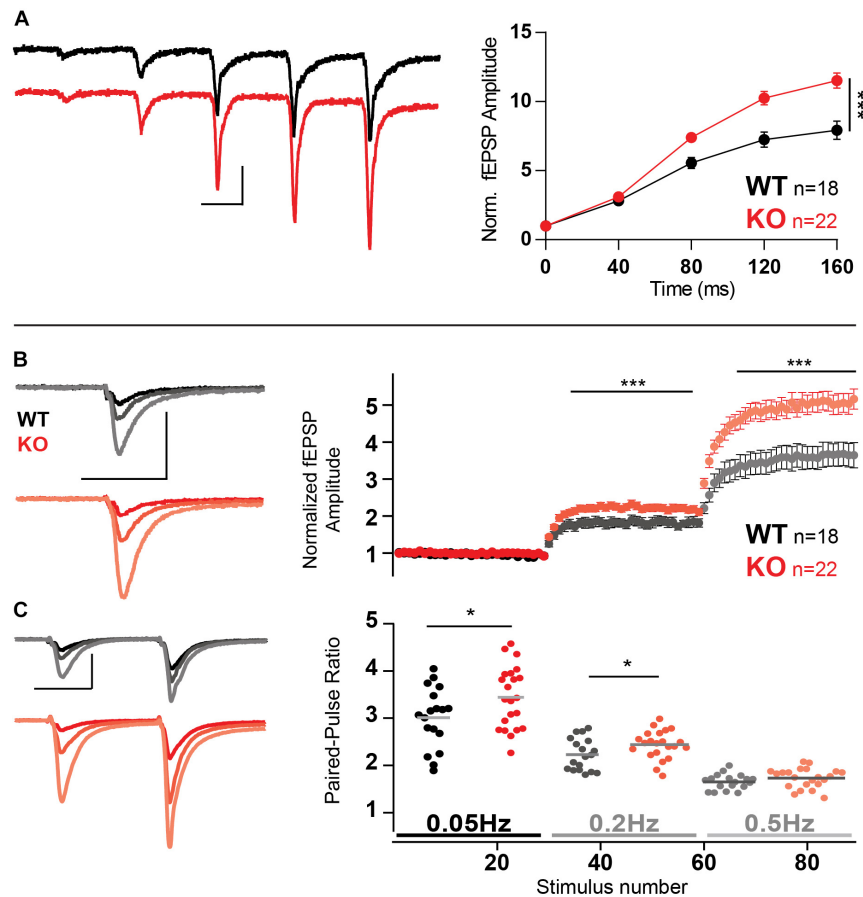 A
Norm. fEPSP Amplitude
15
10
5
0
***
WT n=18
KO n=22
0 40 80 120 160
Time (ms)
B
WT
KO
Normalized fEPSP
Amplitude
5
4
3
2
1
***
***
WT n=18
KO n=22
C
Paired-Pulse Ratio
5
4
3
2
1
*
*
0.05Hz 0.2Hz 0.5Hz
20 40 60 80
Stimulus number